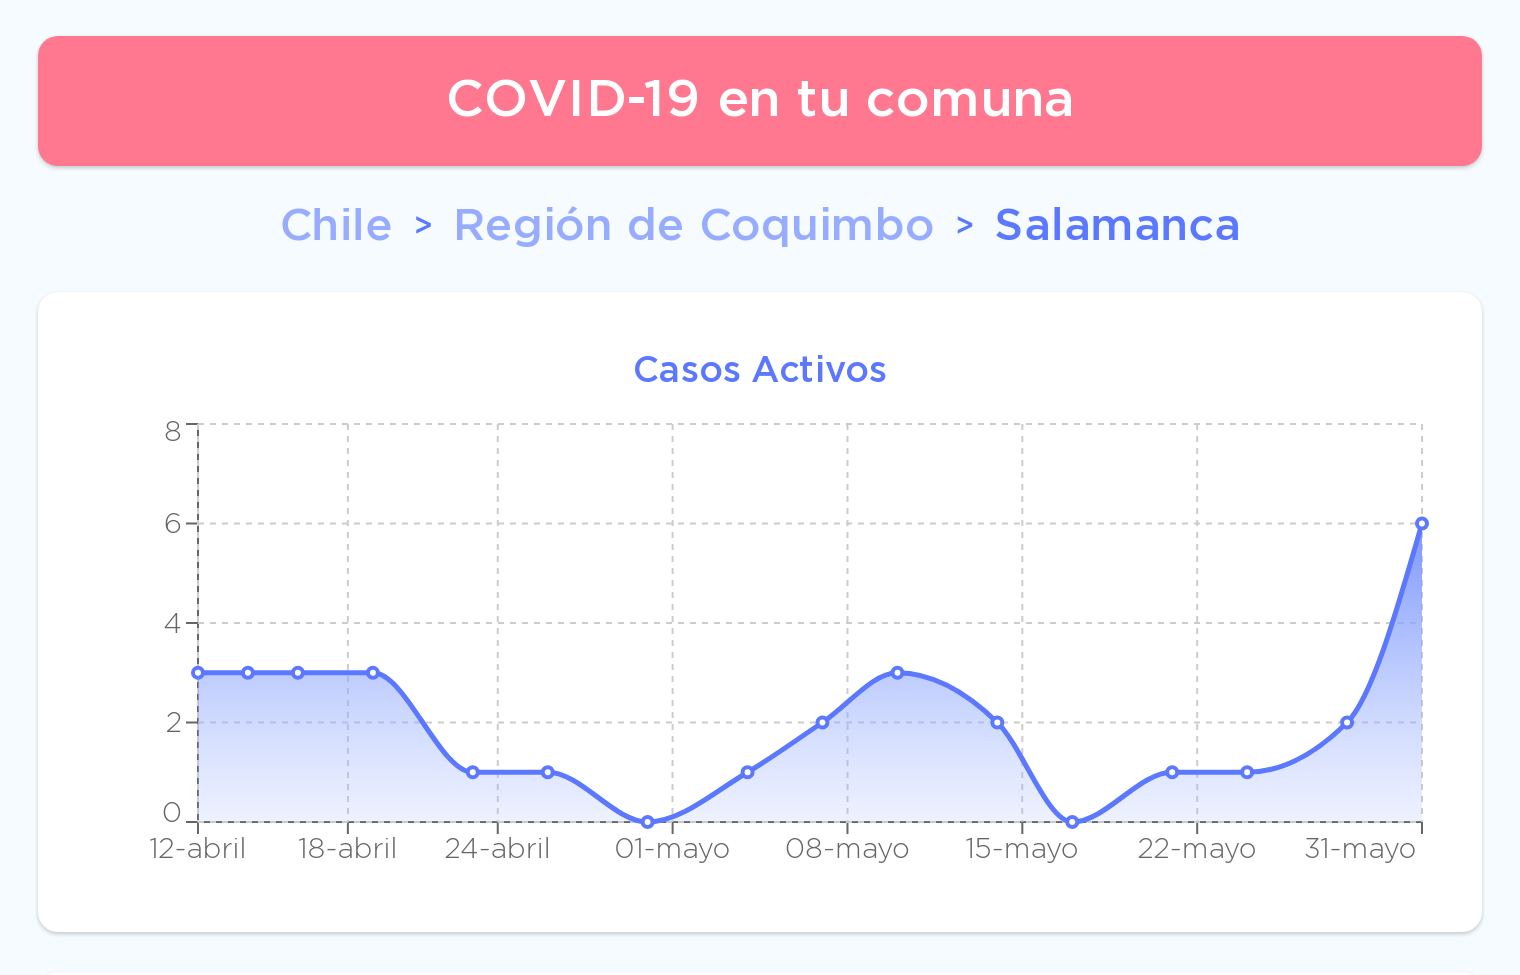 COVID-19 en tu comuna
Chile > Región de Coquimbo > Salamanca
Casos Activos
8
6
4
2
0
12-abril 18-abril 24-abril 01-mayo 08-mayo 15-mayo 22-mayo 31-mayo